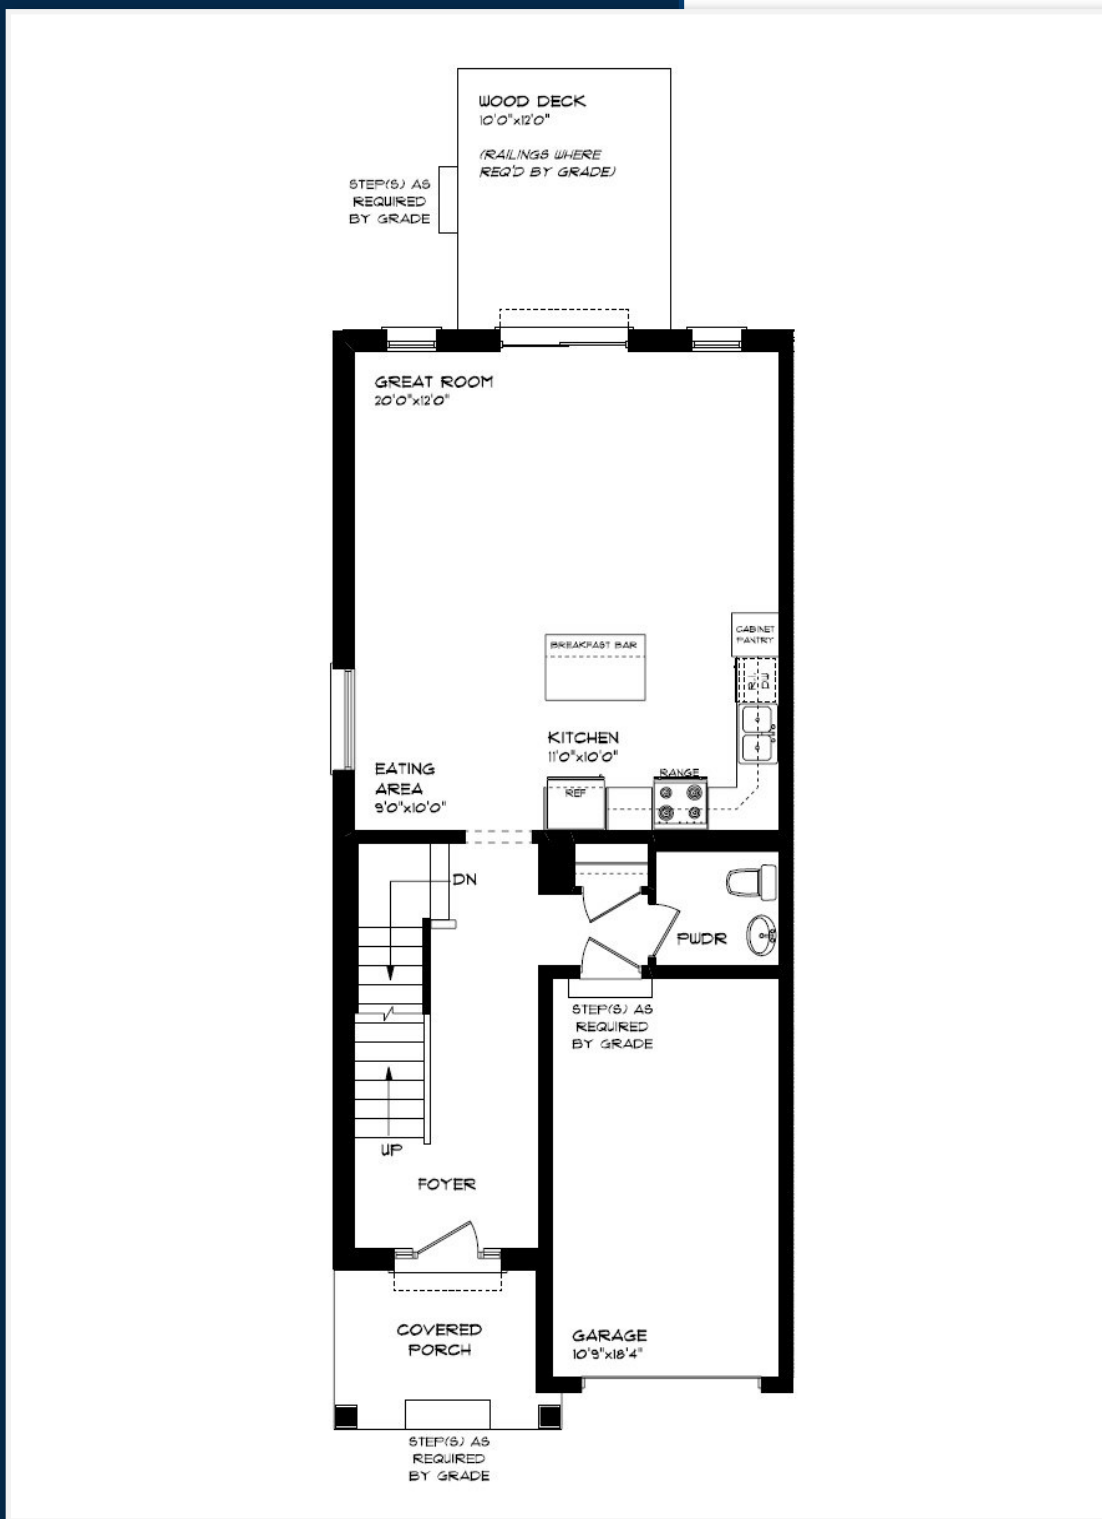 WOOD DECK
10'0"x12'0"
(RAILINGS WHERE
REQ'D BY GRADE)
STEP(S) AS
REQUIRED
BY GRADE
GREAT ROOM
20'0"x12'0"
BREAKFAST BAR
CABINET
PANTRY
R.I.
DW
KITCHEN
11'0"x10'0"
EATING
AREA
9'0"x10'0"
RANGE
REF
DN
PWDR
STEP(S) AS
REQUIRED
BY GRADE
UP
FOYER
COVERED
PORCH
GARAGE
10'9"x18'4"
STEP(S) AS
REQUIRED
BY GRADE